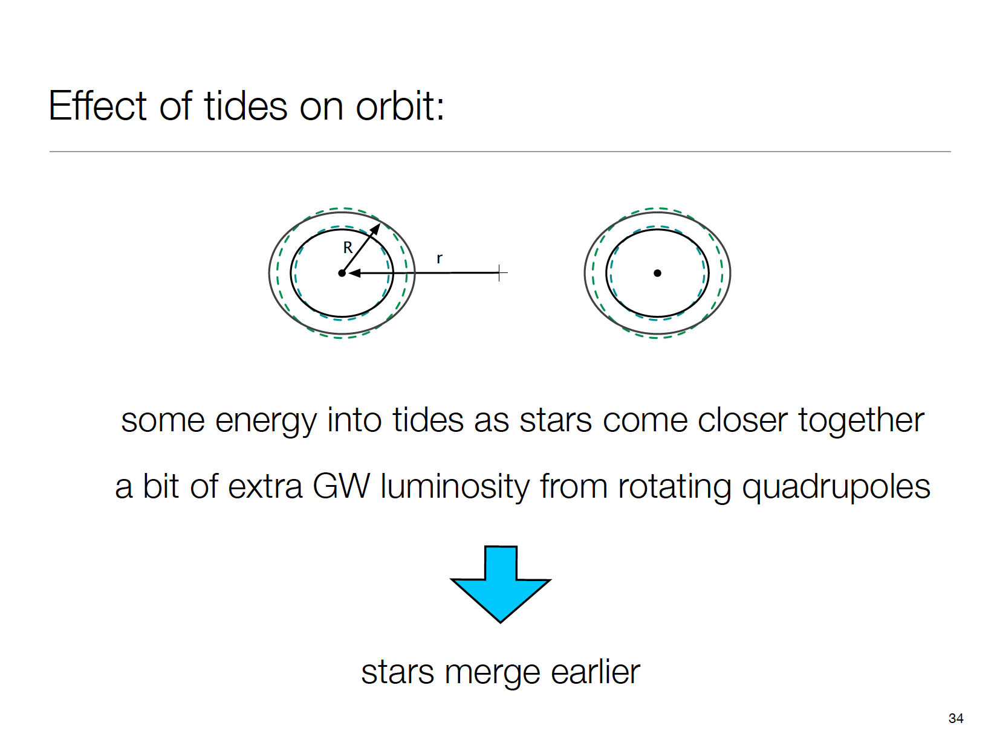 Effect of tides on orbit:
R
r
some energy into tides as stars come closer together
a bit of extra GW luminosity from rotating quadrupoles
stars merge earlier
34